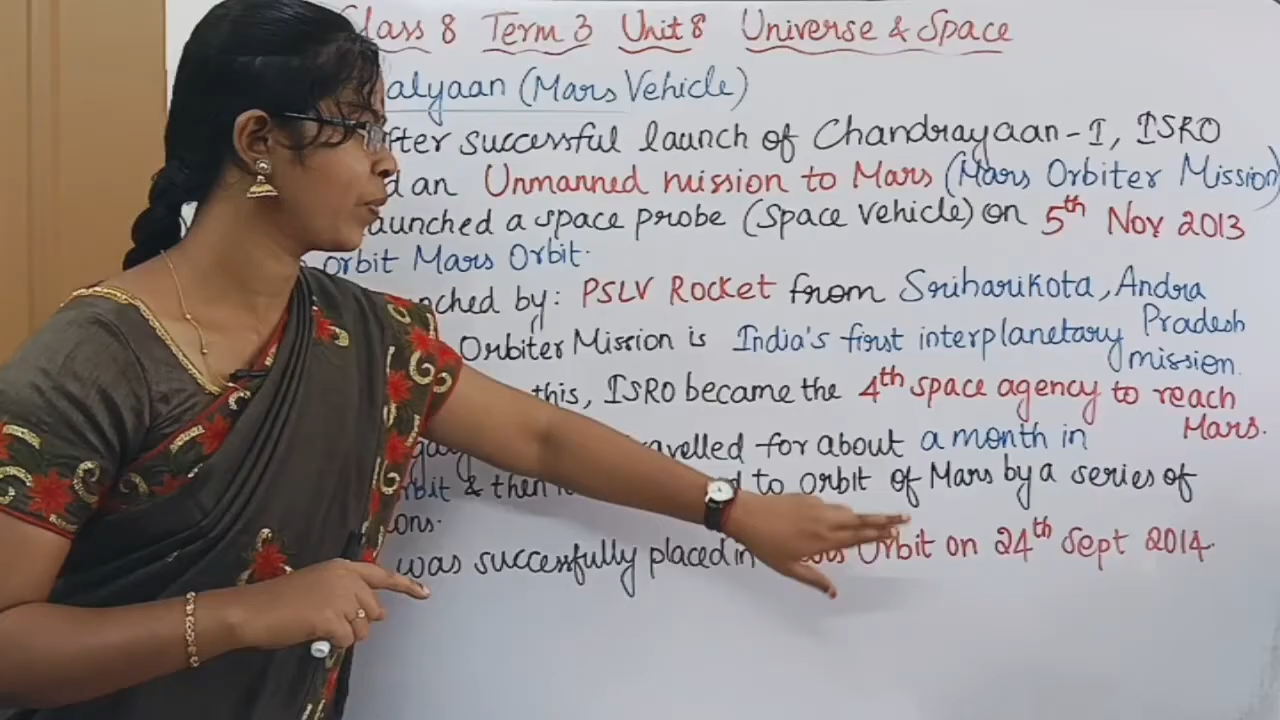 Class 8 Term 3 Unit 8 Universe & Space
alyaan (Mars Vehicle)
fter successful launch of Chandrayaan-I, ISRO
d an Unmanned mission to Mars (Mars Orbiter Mission)
aunched a space probe (Space Vehicle) on 5th Nov 2013
orbit Mars Orbit.
ched by: PSLV Rocket from Sriharikota, Andra Pradesh
Orbiter Mission is India's first interplanetary mission.
this, ISRO became the 4th space agency to reach Mars.
gal avelled for about a month in
rbit & then d to orbit of Mars by a series of
ons.
was successfully placed in Orbit on 24th Sept 2014.